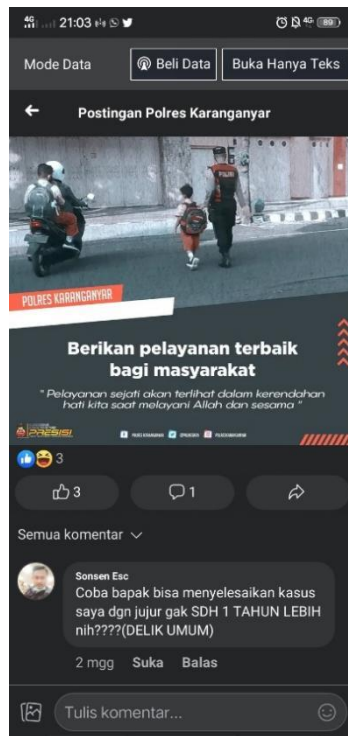 21:03
4G
89
Mode Data
Beli Data
Buka Hanya Teks
Postingan Polres Karanganyar
POLISI
POLRES KARANGANYAR
Berikan pelayanan terbaik
bagi masyarakat
" Pelayanan sejati akan terlihat dalam kerendahan
hati kita saat melayani Allah dan sesama "
PRESISI
3
3
1
Semua komentar
Sonsen Esc
Coba bapak bisa menyelesaikan kasus
saya dgn jujur gak SDH 1 TAHUN LEBIH
nih????(DELIK UMUM)
2 mgg Suka Balas
Tulis komentar...